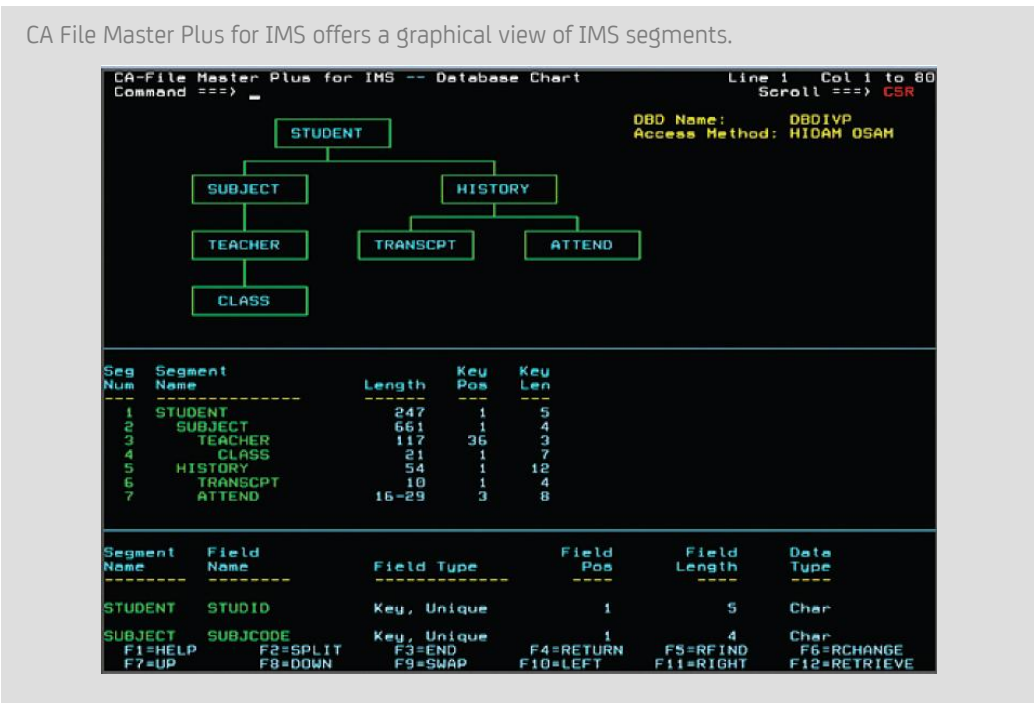 CA File Master Plus for IMS offers a graphical view of IMS segments.
CA-File Master Plus for IMS -- Database Chart Line 1 Col 1 to 80
Command ===> _ Scroll ===> CSR
DBD Name: DBDIVP
Access Method: HIDAM OSAM
STUDENT
SUBJECT HISTORY
TEACHER TRANSCPT ATTEND
CLASS
Seg Segment Key Key
Num Name Length Pos Len
--- --------------- ------ --- ---
1 STUDENT 247 1 5
2 SUBJECT 661 1 4
3 TEACHER 117 36 3
4 CLASS 21 1 7
5 HISTORY 54 1 12
6 TRANSCPT 10 1 4
7 ATTEND 16-29 3 8
Segment Field Field Field Data
Name Name Field Type Pos Length Type
-------- -------- ------------- ---- ---- ----
STUDENT STUDID Key, Unique 1 5 Char
SUBJECT SUBJCODE Key, Unique 1 4 Char
F1=HELP F2=SPLIT F3=END F4=RETURN F5=RFIND F6=RCHANGE
F7=UP F8=DOWN F9=SWAP F10=LEFT F11=RIGHT F12=RETRIEVE